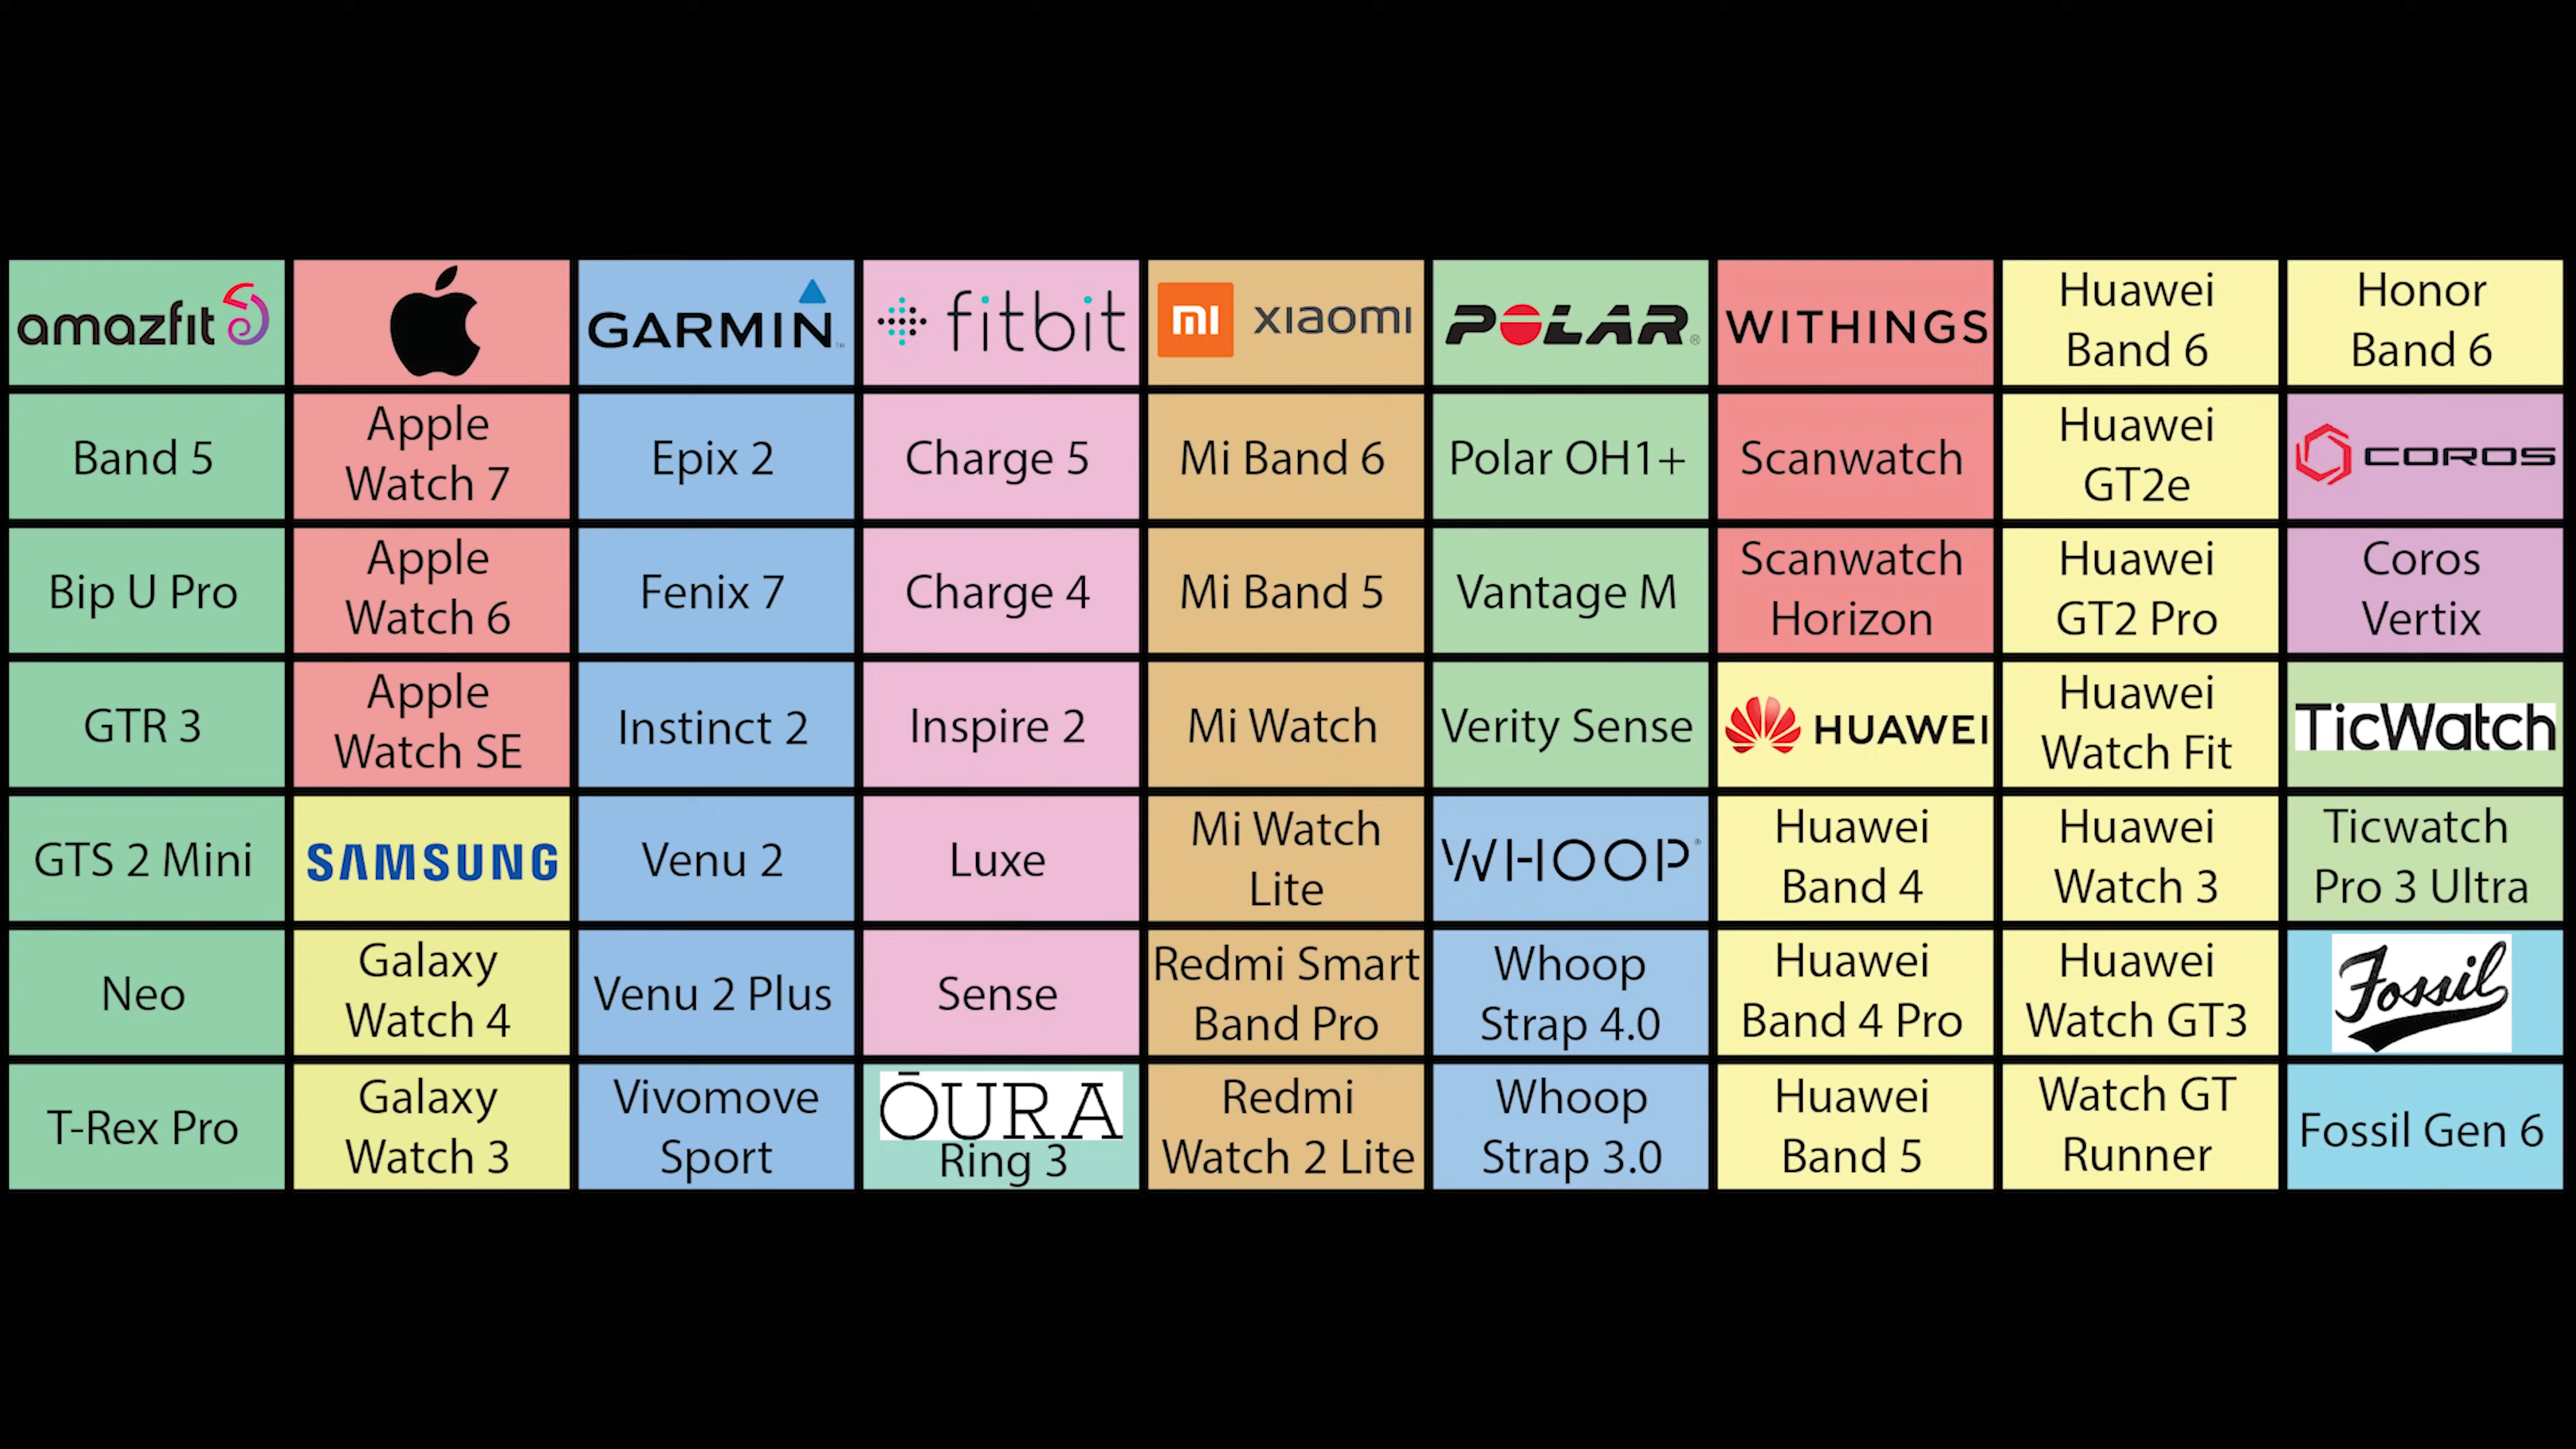 amazfit
GARMIN
fitbit
mi xiaomi
POLAR
WITHINGS
Huawei
Band 6
Honor
Band 6
Band 5
Apple
Watch 7
Epix 2
Charge 5
Mi Band 6
Polar OH1+
Scanwatch
Huawei
GT2e
COROS
Bip U Pro
Apple
Watch 6
Fenix 7
Charge 4
Mi Band 5
Vantage M
Scanwatch
Horizon
Huawei
GT2 Pro
Coros
Vertix
GTR 3
Apple
Watch SE
Instinct 2
Inspire 2
Mi Watch
Verity Sense
HUAWEI
Huawei
Watch Fit
TicWatch
GTS 2 Mini
SAMSUNG
Venu 2
Luxe
Mi Watch
Lite
WHOOP
Huawei
Band 4
Huawei
Watch 3
Ticwatch
Pro 3 Ultra
Neo
Galaxy
Watch 4
Venu 2 Plus
Sense
Redmi Smart
Band Pro
Whoop
Strap 4.0
Huawei
Band 4 Pro
Huawei
Watch GT3
Fossil
T-Rex Pro
Galaxy
Watch 3
Vivomove
Sport
ŌURA
Ring 3
Redmi
Watch 2 Lite
Whoop
Strap 3.0
Huawei
Band 5
Watch GT
Runner
Fossil Gen 6